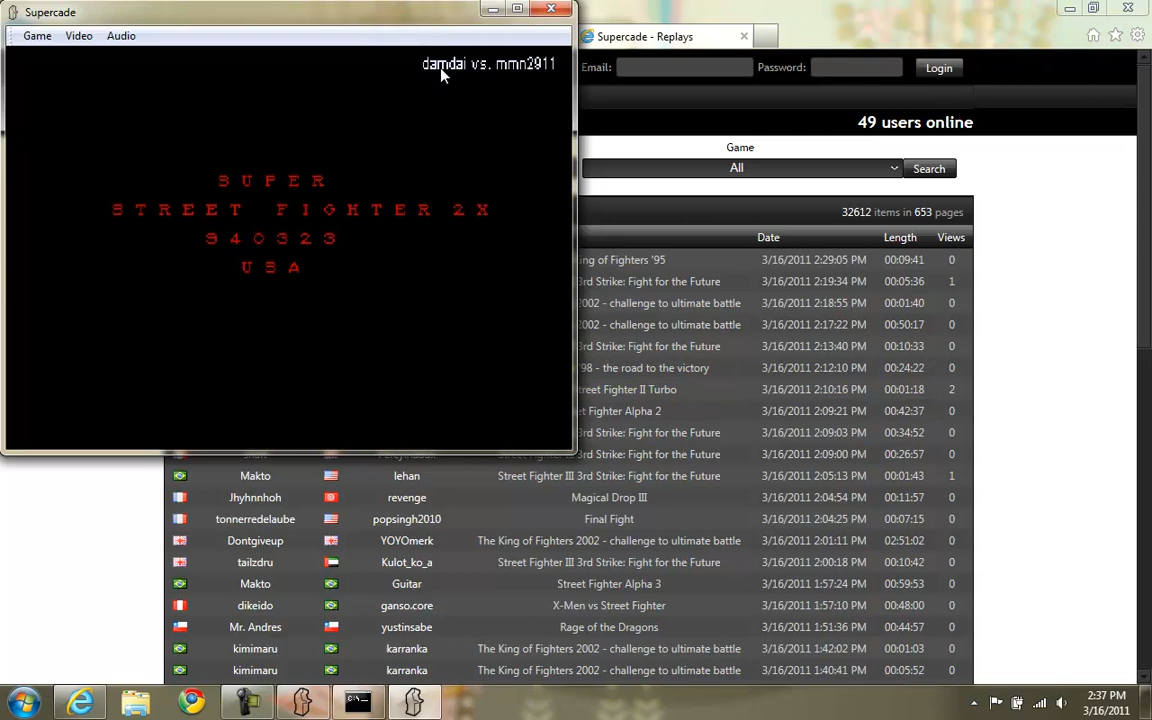 Supercade
Game Video Audio
damdai vs. mmn2911
SUPER
STREET FIGHTER 2X
940323
USA
Supercade - Replays
Email: Password: Login
49 users online
Game
All Search
32612 items in 653 pages
Date Length Views
ng of Fighters '95 3/16/2011 2:29:05 PM 00:09:41 0
3rd Strike: Fight for the Future 3/16/2011 2:19:34 PM 00:05:36 1
2002 - challenge to ultimate battle 3/16/2011 2:18:55 PM 00:01:40 0
2002 - challenge to ultimate battle 3/16/2011 2:17:22 PM 00:50:17 0
3rd Strike: Fight for the Future 3/16/2011 2:13:40 PM 00:10:33 0
'98 - the road to the victory 3/16/2011 2:12:10 PM 00:24:22 0
treet Fighter II Turbo 3/16/2011 2:10:16 PM 00:01:18 2
et Fighter Alpha 2 3/16/2011 2:09:21 PM 00:42:37 0
3rd Strike: Fight for the Future 3/16/2011 2:09:03 PM 00:34:52 0
Street Fighter III 3rd Strike: Fight for the Future 3/16/2011 2:09:00 PM 00:26:57 0
Makto lehan Street Fighter III 3rd Strike: Fight for the Future 3/16/2011 2:05:13 PM 00:01:43 1
Jhyhnnhoh revenge Magical Drop III 3/16/2011 2:04:54 PM 00:11:57 0
tonnerredelaube popsingh2010 Final Fight 3/16/2011 2:04:25 PM 00:07:15 0
Dontgiveup YOYOmerk The King of Fighters 2002 - challenge to ultimate battle 3/16/2011 2:01:11 PM 02:51:02 0
tailzdru Kulot_ko_a Street Fighter III 3rd Strike: Fight for the Future 3/16/2011 2:00:18 PM 00:10:42 0
Makto Guitar Street Fighter Alpha 3 3/16/2011 1:57:24 PM 00:59:53 0
dikeido ganso.core X-Men vs Street Fighter 3/16/2011 1:57:10 PM 00:48:00 0
Mr. Andres yustinsabe Rage of the Dragons 3/16/2011 1:51:36 PM 00:44:57 0
kimimaru karranka The King of Fighters 2002 - challenge to ultimate battle 3/16/2011 1:42:02 PM 00:01:03 0
kimimaru karranka The King of Fighters 2002 - challenge to ultimate battle 3/16/2011 1:40:41 PM 00:05:52 0
2:37 PM
3/16/2011